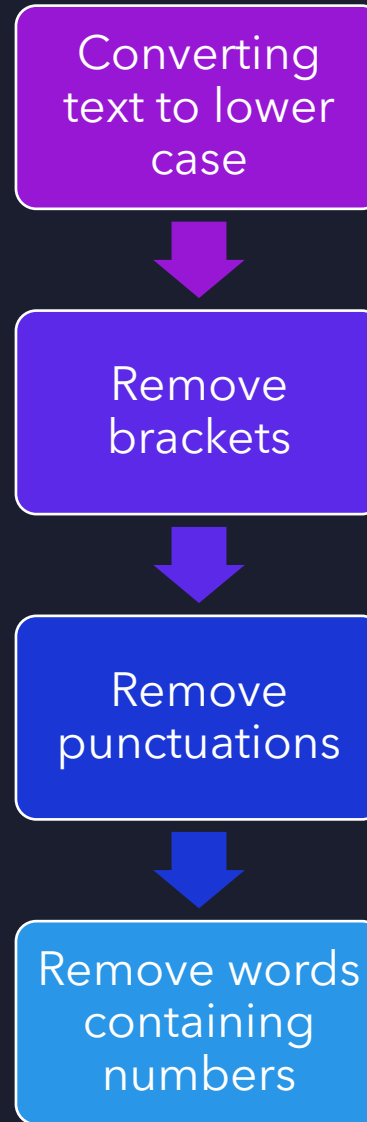 Converting
text to lower
case
Remove
brackets
Remove
punctuations
Remove words
containing
numbers